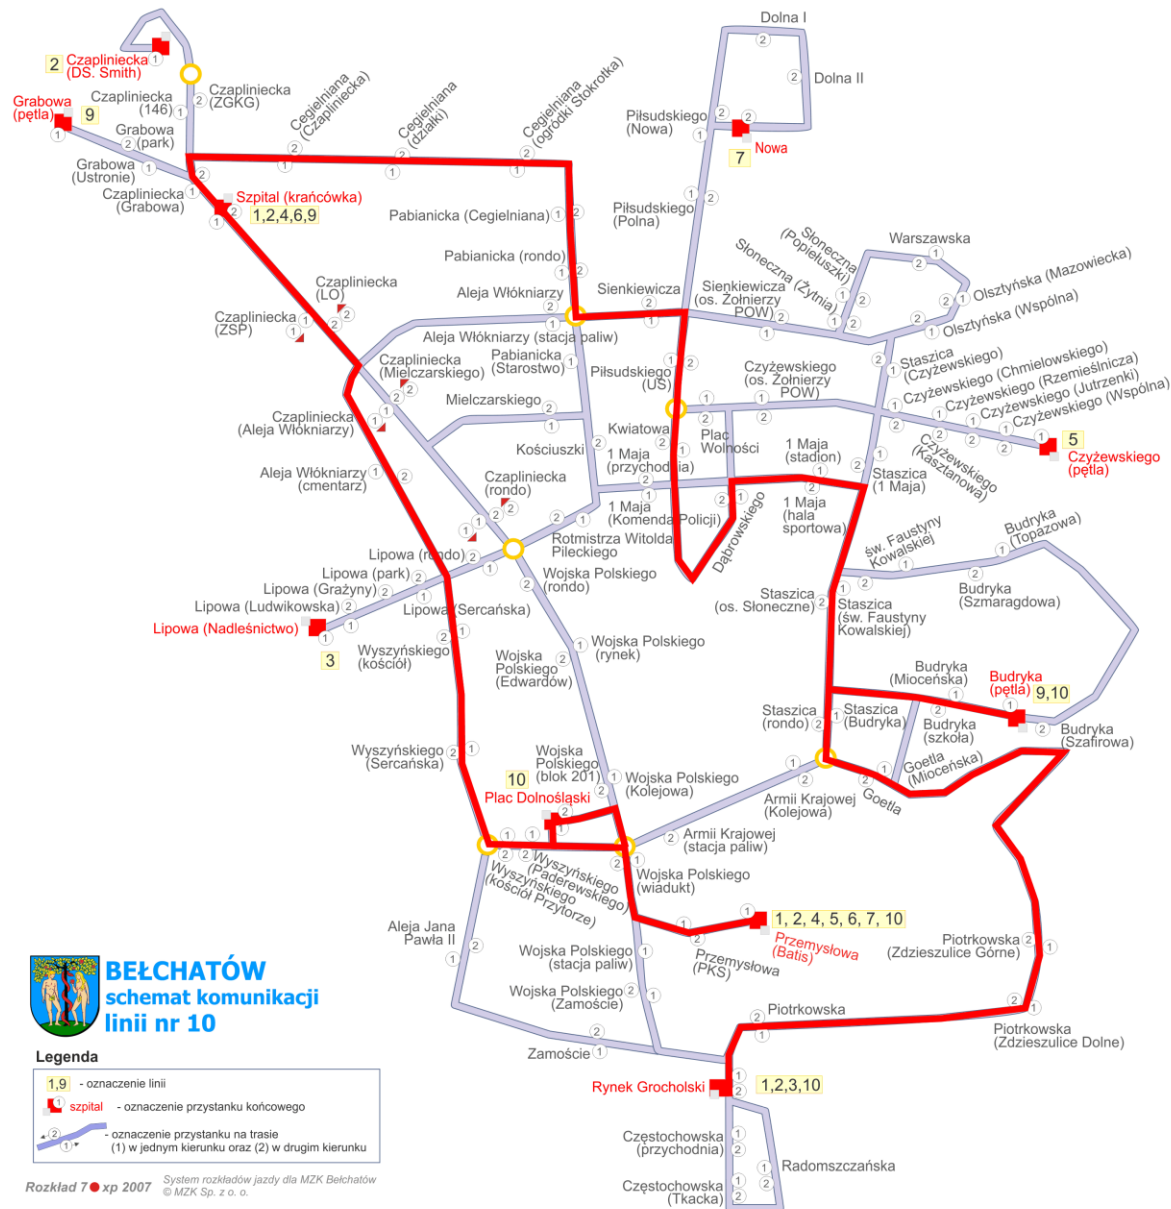 Dolna I
2
Czapliniecka
(DS. Smith)
Dolna II
Grabowa
(pętla)
9
Czapliniecka
(146)
Czapliniecka
(ZGKG)
Cegielniana
(Czapliniecka)
Cegielniana
(działki)
Cegielniana
(ogródki Stokrotka)
Piłsudskiego
(Nowa)
Nowa
7
Grabowa
(park)
Grabowa
(Ustronie)
Czapliniecka
(Grabowa)
Szpital (krańcówka)
1,2,4,6,9
Pabianicka (Cegielniana)
Piłsudskiego
(Polna)
Pabianicka (rondo)
Słoneczna
(Popiełuszki)
Słoneczna (Żytnia)
Warszawska
Olsztyńska (Mazowiecka)
Olsztyńska (Wspólna)
Czapliniecka
(LO)
Czapliniecka
(ZSP)
Aleja Włókniarzy
Sienkiewicza
Sienkiewicza
(os. Żołnierzy
POW)
Aleja Włókniarzy (stacja paliw)
Pabianicka
(Starostwo)
Czapliniecka
(Mielczarskiego)
Piłsudskiego
(US)
Czyżewskiego
(os. Żołnierzy
POW)
Staszica
(Czyżewskiego)
Czyżewskiego (Chmielowskiego)
Czyżewskiego (Rzemieślnicza)
Czyżewskiego (Jutrzenki)
Czyżewskiego (Wspólna)
Mielczarskiego
Czapliniecka
(Aleja Włókniarzy)
Kwiatowa
Plac
Wolności
5
Czyżewskiego
(pętla)
Czyżewskiego
(Kasztanowa)
Kościuszki
1 Maja
(przychodnia)
1 Maja
(stadion)
Staszica
(1 Maja)
Aleja Włókniarzy
(cmentarz)
Czapliniecka
(rondo)
1 Maja
(Komenda Policji)
Dąbrowskiego
1 Maja
(hala
sportowa)
Rotmistrza Witolda
Pileckiego
św. Faustyny
Kowalskiej
Budryka
(Topazowa)
Lipowa (rondo)
Lipowa (park)
Lipowa (Grażyny)
Lipowa (Ludwikowska)
Lipowa (Sercańska)
Lipowa (Nadleśnictwo)
3
Wojska Polskiego
(rondo)
Staszica
(os. Słoneczne)
Staszica
(św. Faustyny
Kowalskiej)
Budryka
(Szmaragdowa)
Wyszyńskiego
(kościół)
Wojska Polskiego
(rynek)
Wojska
Polskiego
(Edwardów)
Budryka
(Mioceńska)
Budryka
(pętla)
9,10
Staszica
(rondo)
Staszica
(Budryka)
Budryka
(szkoła)
Budryka
(Szafirowa)
Wyszyńskiego
(Sercańska)
Wojska
Polskiego
(blok 201)
Wojska Polskiego
(Kolejowa)
Goetla
(Mioceńska)
Goetla
10
Plac Dolnośląski
Armii Krajowej
(Kolejowa)
Armii Krajowej
(stacja paliw)
Wyszyńskiego
(Paderewskiego)
Wyszyńskiego
(kościół Przytorze)
Wojska Polskiego
(wiadukt)
1, 2, 4, 5, 6, 7, 10
Przemysłowa
(Batis)
Przemysłowa
(PKS)
Aleja Jana
Pawła II
Wojska Polskiego
(stacja paliw)
Piotrkowska
(Zdzieszulice Górne)
Wojska Polskiego
(Zamoście)
Piotrkowska
Piotrkowska
(Zdzieszulice Dolne)
Zamoście
Rynek Grocholski
1,2,3,10
Częstochowska
(przychodnia)
Radomszczańska
Częstochowska
(Tkacka)
BEŁCHATÓW
schemat komunikacji
linii nr 10
Legenda
1,9 - oznaczenie linii
1 szpital - oznaczenie przystanku końcowego
2 1 - oznaczenie przystanku na trasie
(1) w jednym kierunku oraz (2) w drugim kierunku
Rozkład 7 xp 2007
System rozkładów jazdy dla MZK Bełchatów
© MZK Sp. z o. o.